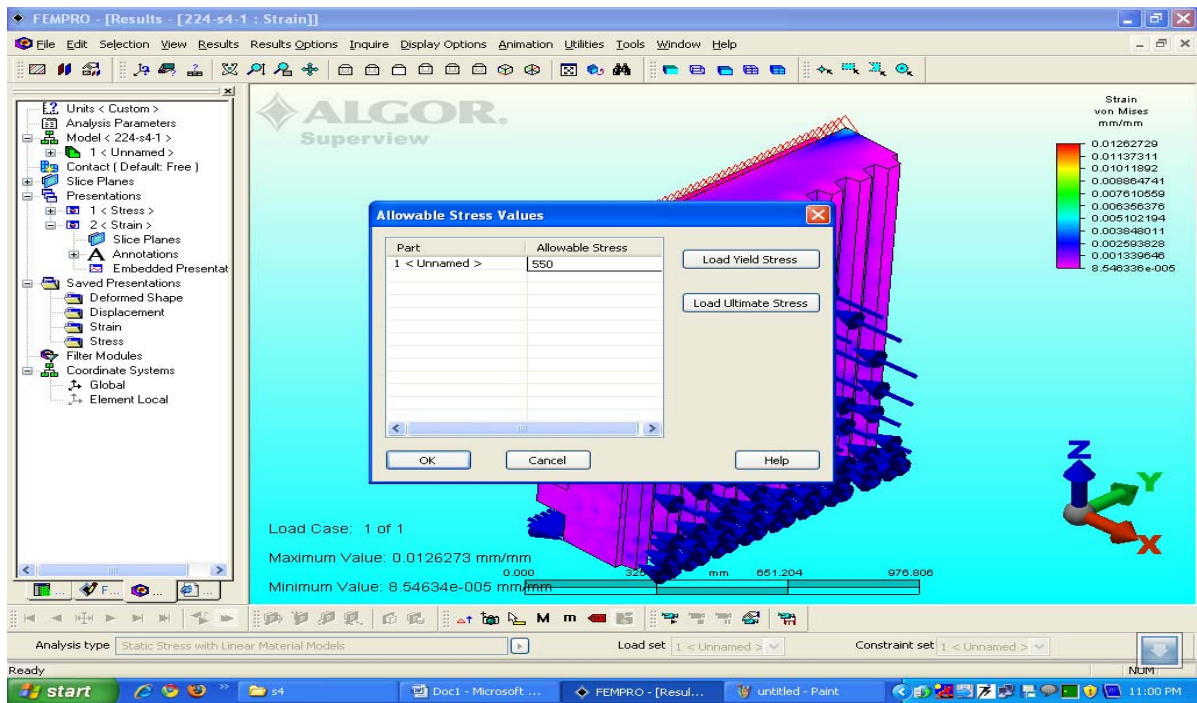 FEMPRO - [Results - [224-s4-1 : Strain]]
File Edit Selection View Results Results Options Inquire Display Options Animation Utilities Tools Window Help
Units < Custom >
Analysis Parameters
Model < 224-s4-1 >
1 < Unnamed >
Contact ( Default: Free )
Slice Planes
Presentations
1 < Stress >
2 < Strain >
Slice Planes
Annotations
Embedded Presentat
Saved Presentations
Deformed Shape
Displacement
Strain
Stress
Filter Modules
Coordinate Systems
Global
Element Local
F...
ALGOR.
Superview
Strain
von Mises
mm/mm
0.01262729
0.01137311
0.01011892
0.008864741
0.007610559
0.006356376
0.005102194
0.003848011
0.002593828
0.001339646
8.546336e-005
Allowable Stress Values
Part Allowable Stress
1 < Unnamed > 550
Load Yield Stress
Load Ultimate Stress
OK Cancel Help
Z
Y
X
Load Case: 1 of 1
Maximum Value: 0.0126273 mm/mm
Minimum Value: 8.54634e-005 mm/mm
0.000 mm 651.204 976.806
M m
Analysis type Static Stress with Linear Material Models Load set 1 < Unnamed > Constraint set 1 < Unnamed >
Ready NUM
start s4 Doc1 - Microsoft ... FEMPRO - [Resul... untitled - Paint 11:00 PM